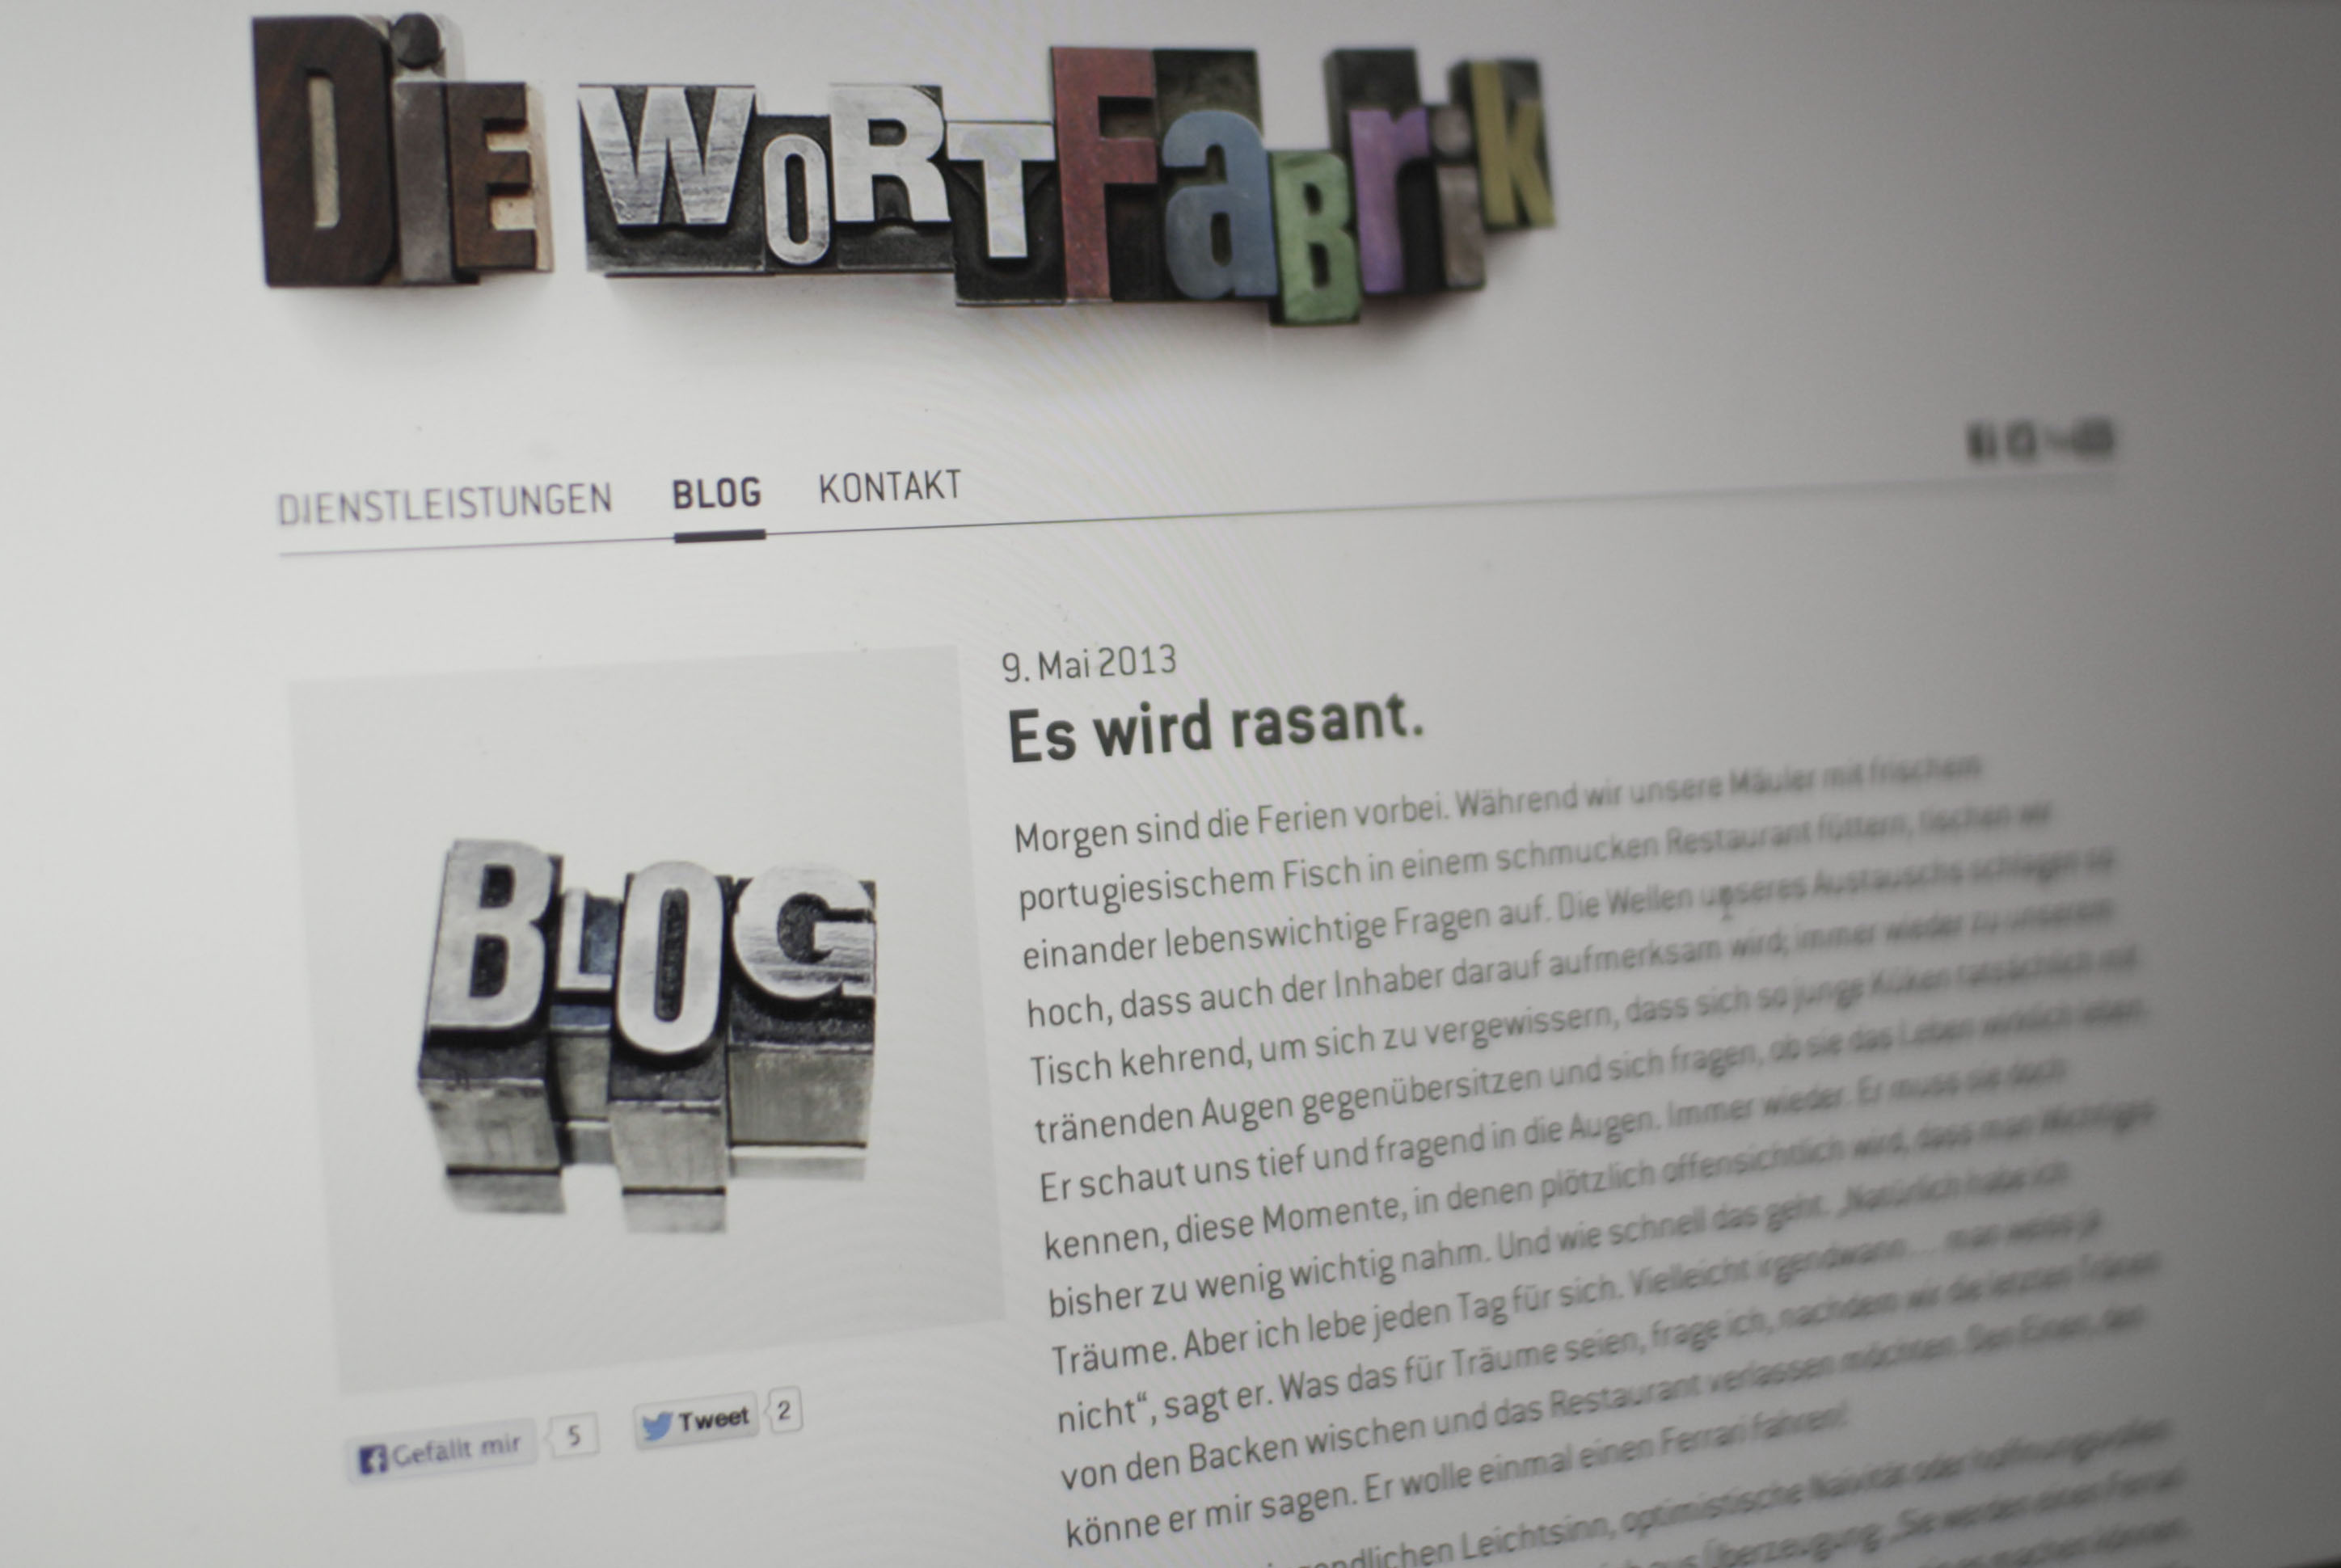 DiE WoRTFaBrik
DIENSTLEISTUNGEN BLOG KONTAKT
9. Mai 2013
Es wird rasant.
Morgen sind die Ferien vorbei. Während wir unsere Mäuler mit frischem
portugiesischem Fisch in einem schmucken Restaurant füttern, tischen wir
einander lebenswichtige Fragen auf. Die Wellen unseres Austauschs schlagen so
hoch, dass auch der Inhaber darauf aufmerksam wird; immer wieder zu unserem
Tisch kehrend, um sich zu vergewissern, dass sich so junge Küken tatsächlich mit
tränenden Augen gegenübersitzen und sich fragen, ob sie das Leben wirklich leben.
Er schaut uns tief und fragend in die Augen. Immer wieder. Er muss sie doch
kennen, diese Momente, in denen plötzlich offensichtlich wird, dass man Wichtiges
bisher zu wenig wichtig nahm. Und wie schnell das geht. „Natürlich habe ich
Träume. Aber ich lebe jeden Tag für sich. Vielleicht irgendwann... man weiss ja
nicht“, sagt er. Was das für Träume seien, frage ich, nachdem wir die letzten Tränen
von den Backen wischen und das Restaurant verlassen möchten. Den Einen, den
könne er mir sagen. Er wolle einmal einen Ferrari fahren!
Leichtsinn, optimistische Naivität oder hoffnungsvollen
aus Überzeugung: „Sie werden einen Ferrari
BLOG
Gefällt mir 5 Tweet 2